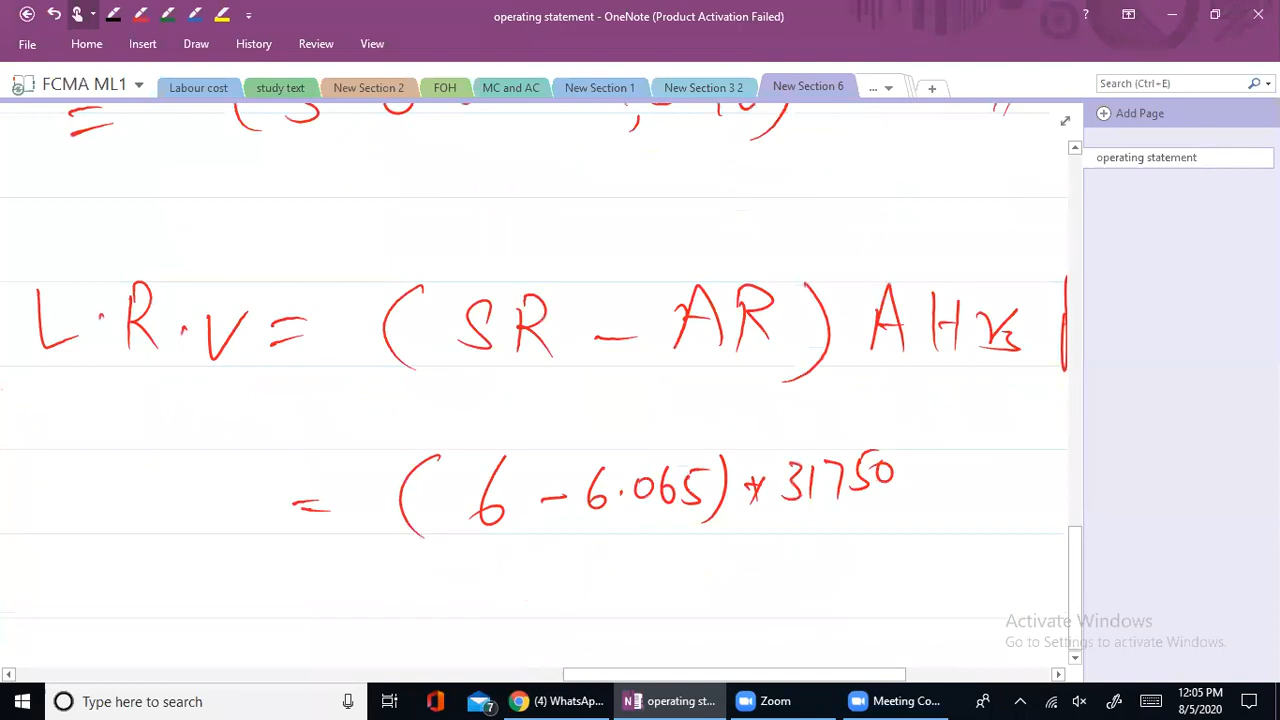 operating statement - OneNote (Product Activation Failed)
File Home Insert Draw History Review View
FCMA ML1 Labour cost study text New Section 2 FOH MC and AC New Section 1 New Section 3 2 New Section 6 ... Search (Ctrl+E)
Add Page
operating statement
L.R.V = (SR - AR) AH
= (6 - 6.065) * 31750
Activate Windows
Go to Settings to activate Windows.
Type here to search 7 (4) WhatsApp... operating st... Zoom Meeting Co... 12:05 PM
8/5/2020